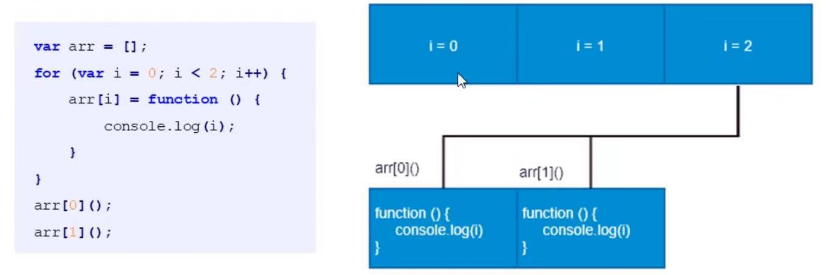 var arr = [];
for (var i = 0; i < 2; i++) {
    arr[i] = function () {
        console.log(i);
    }
}
arr[0]();
arr[1]();
i = 0
i = 1
i = 2
arr[0]()
arr[1]()
function () {
    console.log(i)
}
function () {
    console.log(i)
}